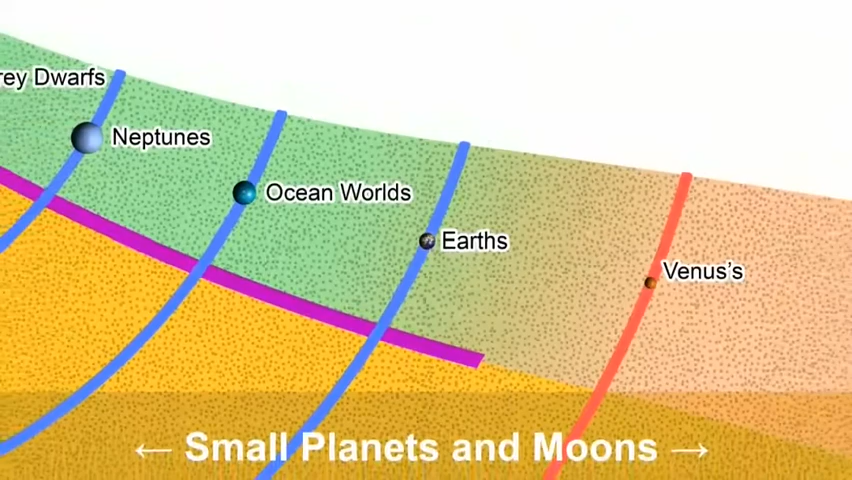 rey Dwarfs
Neptunes
Ocean Worlds
Earths
Venus's
← Small Planets and Moons →